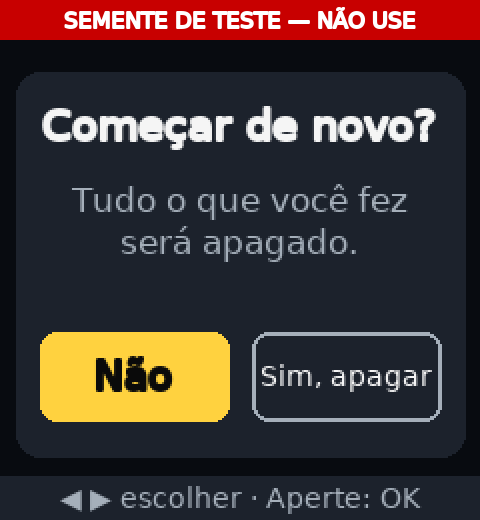 SEMENTE DE TESTE — NÃO USE
Começar de novo?
Tudo o que você fez
será apagado.
Não
Sim, apagar
◀ ▶ escolher · Aperte: OK